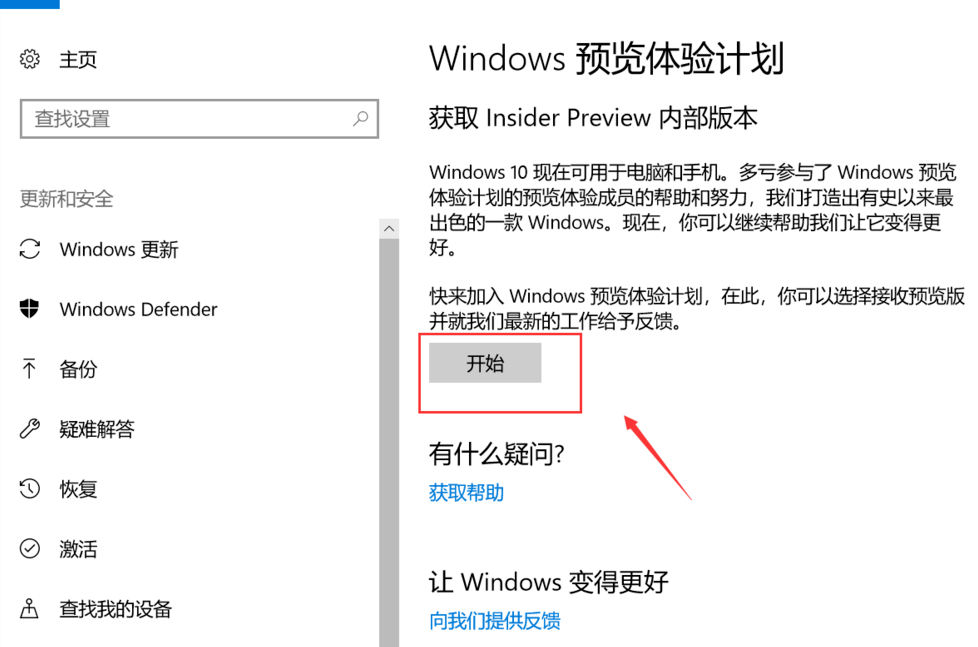 主页
查找设置
更新和安全
Windows 更新
Windows Defender
备份
疑难解答
恢复
激活
查找我的设备
Windows 预览体验计划
获取 Insider Preview 内部版本
Windows 10 现在可用于电脑和手机。多亏参与了 Windows 预览
体验计划的预览体验成员的帮助和努力，我们打造出有史以来最
出色的一款 Windows。现在，你可以继续帮助我们让它变得更
好。
快来加入 Windows 预览体验计划，在此，你可以选择接收预览版
并就我们最新的工作给予反馈。
开始
有什么疑问?
获取帮助
让 Windows 变得更好
向我们提供反馈